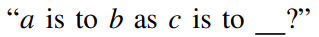 “a is to b as c is to __?”